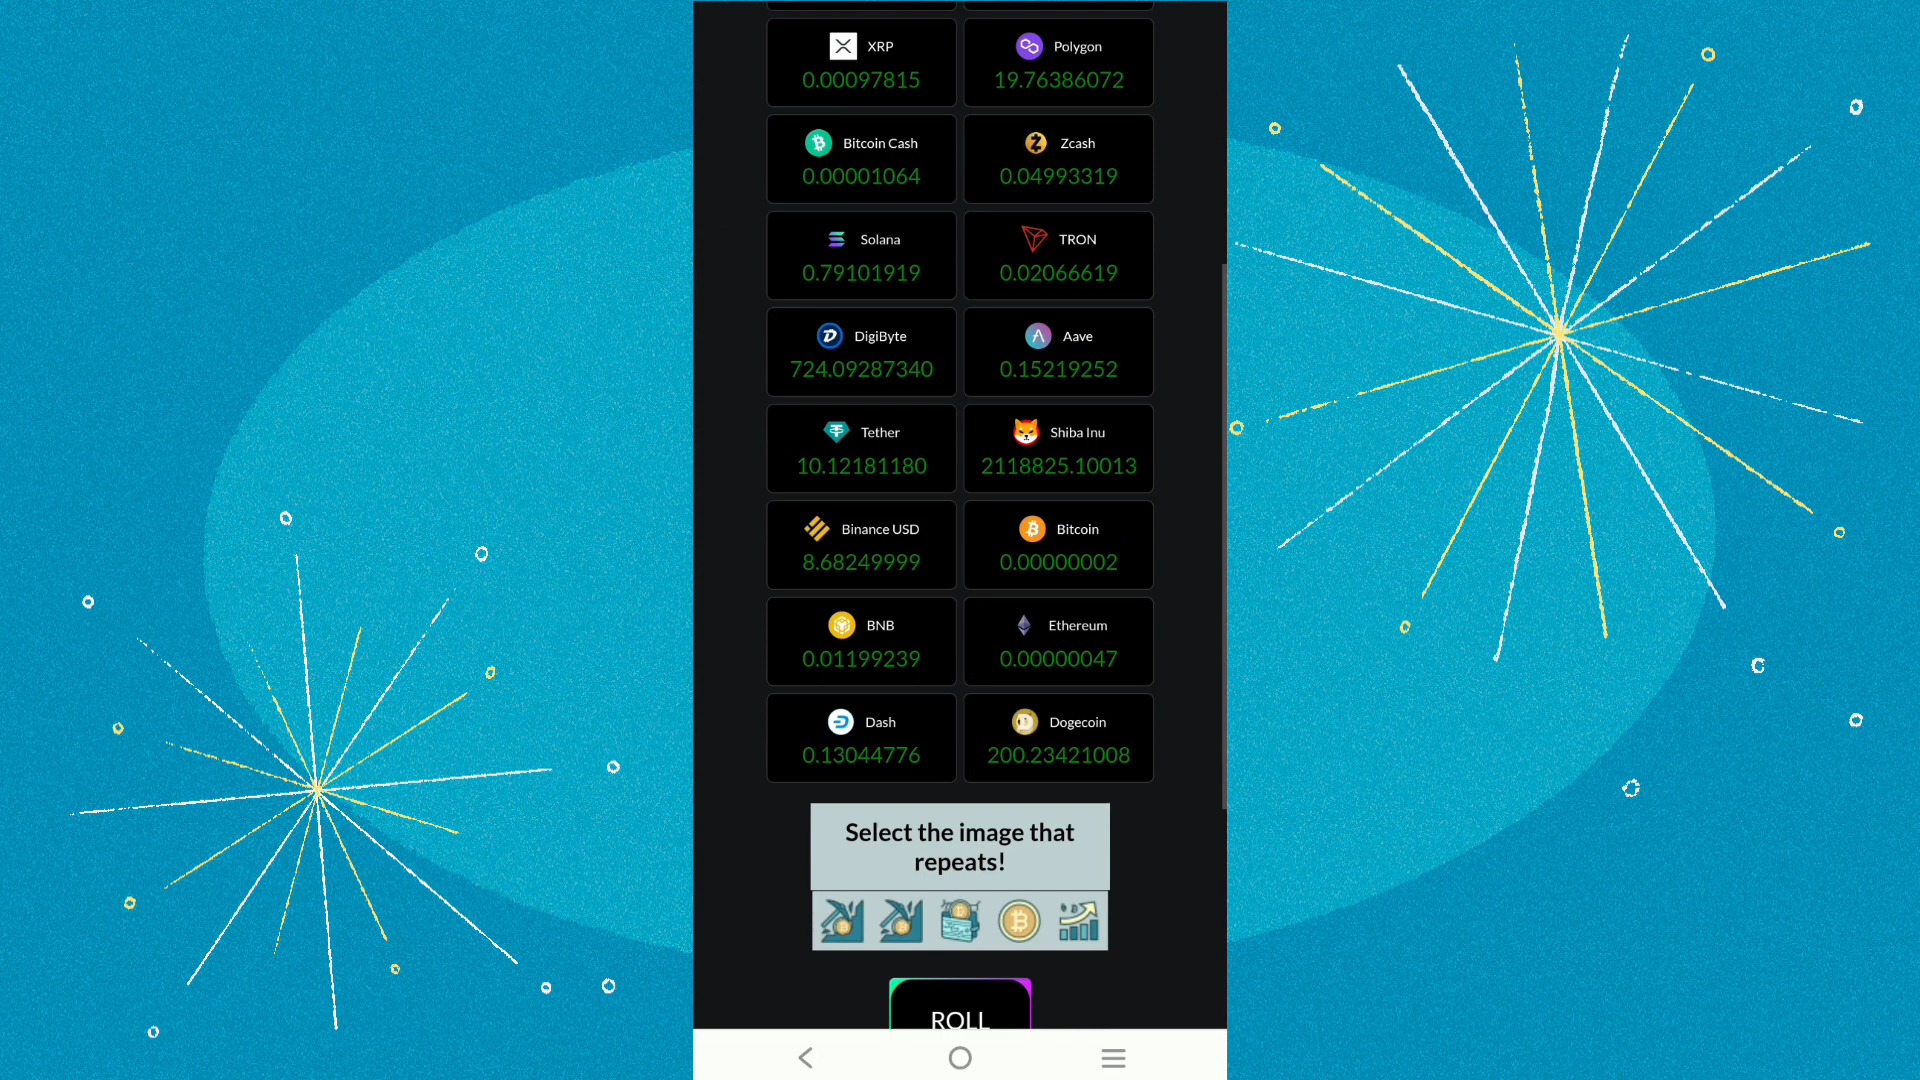 XRP
0.00097815
Polygon
19.76386072
Bitcoin Cash
0.00001064
Zcash
0.04993319
Solana
0.79101919
TRON
0.02066619
DigiByte
724.09287340
Aave
0.15219252
Tether
10.12181180
Shiba Inu
2118825.10013
Binance USD
8.68249999
Bitcoin
0.00000002
BNB
0.01199239
Ethereum
0.00000047
Dash
0.13044776
Dogecoin
200.23421008
Select the image that
repeats!
ROLL